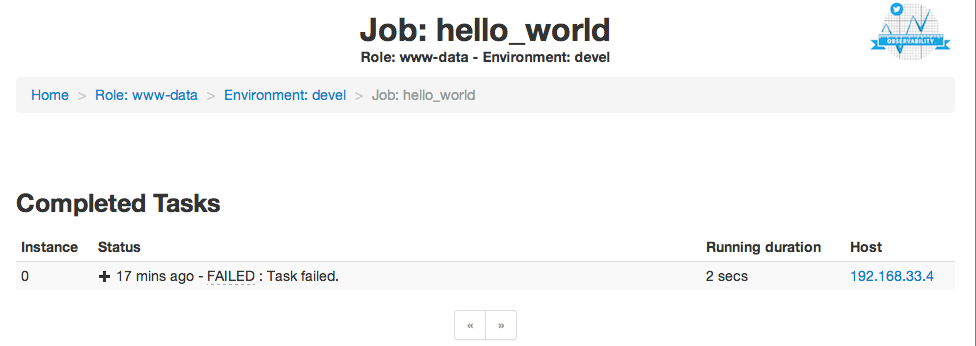 Job: hello_world
Role: www-data - Environment: devel
OBSERVABILITY
Home > Role: www-data > Environment: devel > Job: hello_world
Completed Tasks
Instance Status Running duration Host
0 + 17 mins ago - FAILED : Task failed. 2 secs 192.168.33.4
« »